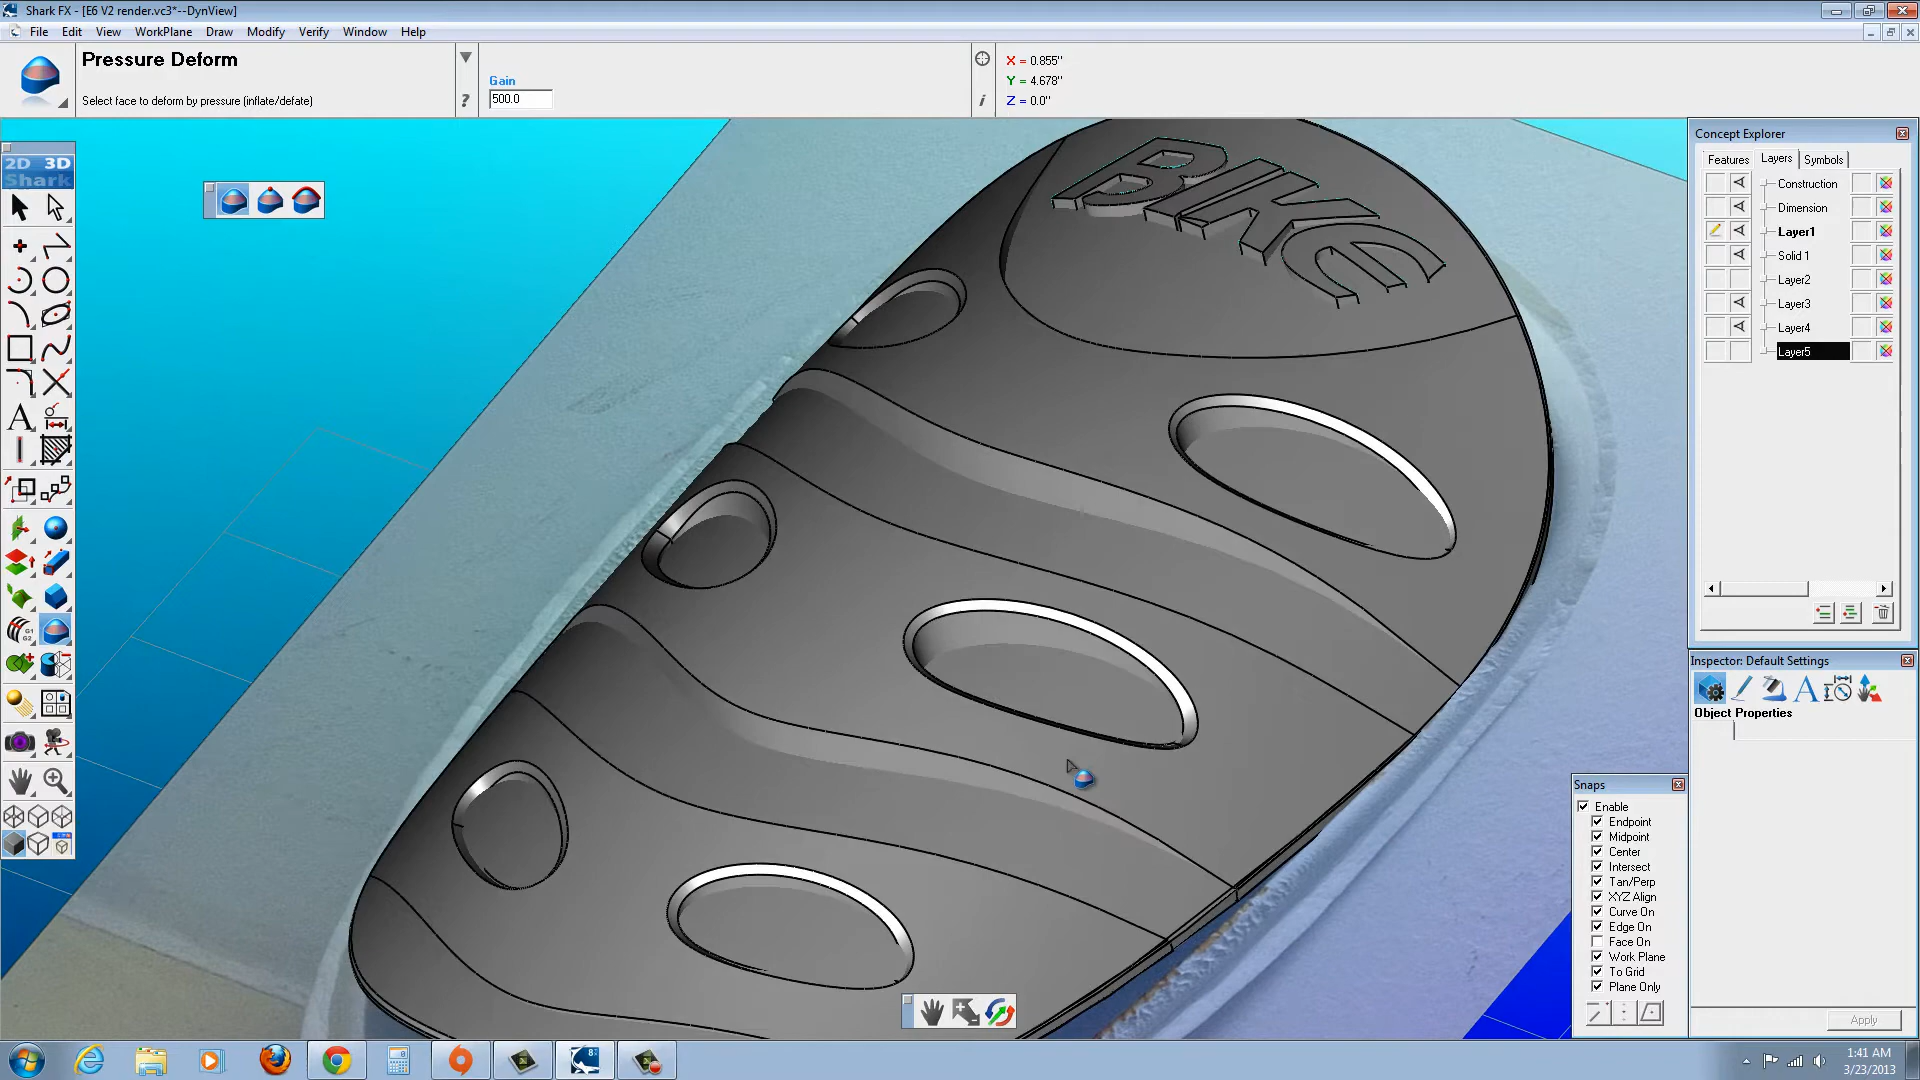 Shark FX - [E6 V2 render.vc3*--DynView]
File Edit View WorkPlane Draw Modify Verify Window Help
Pressure Deform
Select face to deform by pressure (inflate/defate)
?
Gain
500.0
i
X = 0.855"
Y = 4.678"
Z = 0.0"
2D 3D
Shark
A
G1
G2
BIKE
Concept Explorer
Features Layers Symbols
Construction
Dimension
Layer1
Solid 1
Layer2
Layer3
Layer4
Layer5
Inspector: Default Settings
Object Properties
Apply
Snaps
Enable
Endpoint
Midpoint
Center
Intersect
Tan/Perp
XYZ Align
Curve On
Edge On
Face On
Work Plane
To Grid
Plane Only
1:41 AM
3/23/2013